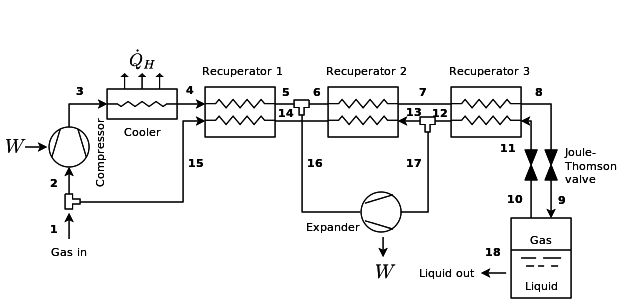 Q̇_H
Recuperator 1
Recuperator 2
Recuperator 3
3
4
5
6
7
8
Cooler
14
13
12
W
Compressor
11
Joule-
Thomson
valve
2
15
16
17
10
9
1
Gas in
Expander
W
Gas
18
Liquid out
Liquid